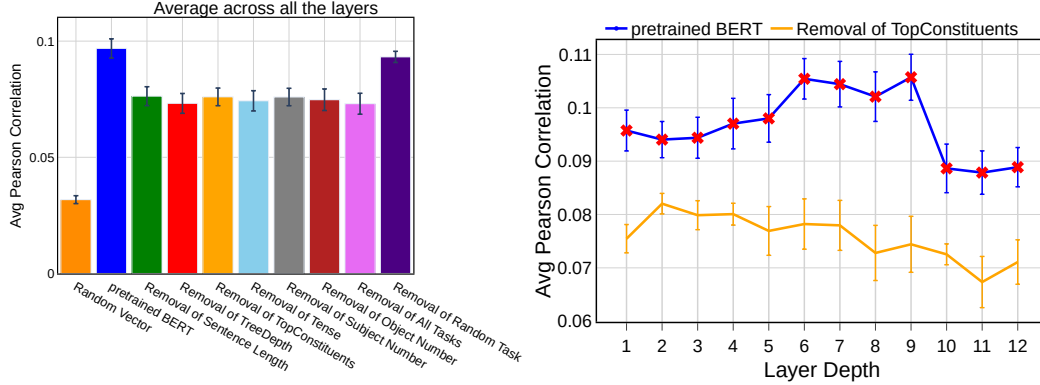 Average across all the layers
Avg Pearson Correlation
0.1
0.05
0
Random Vector
pretrained BERT
Removal of Sentence Length
Removal of TreeDepth
Removal of TopConstituents
Removal of Tense
Removal of Subject Number
Removal of Object Number
Removal of All Tasks
Removal of Random Task
pretrained BERT
Removal of TopConstituents
Avg Pearson Correlation
0.11
0.1
0.09
0.08
0.07
0.06
1 2 3 4 5 6 7 8 9 10 11 12
Layer Depth